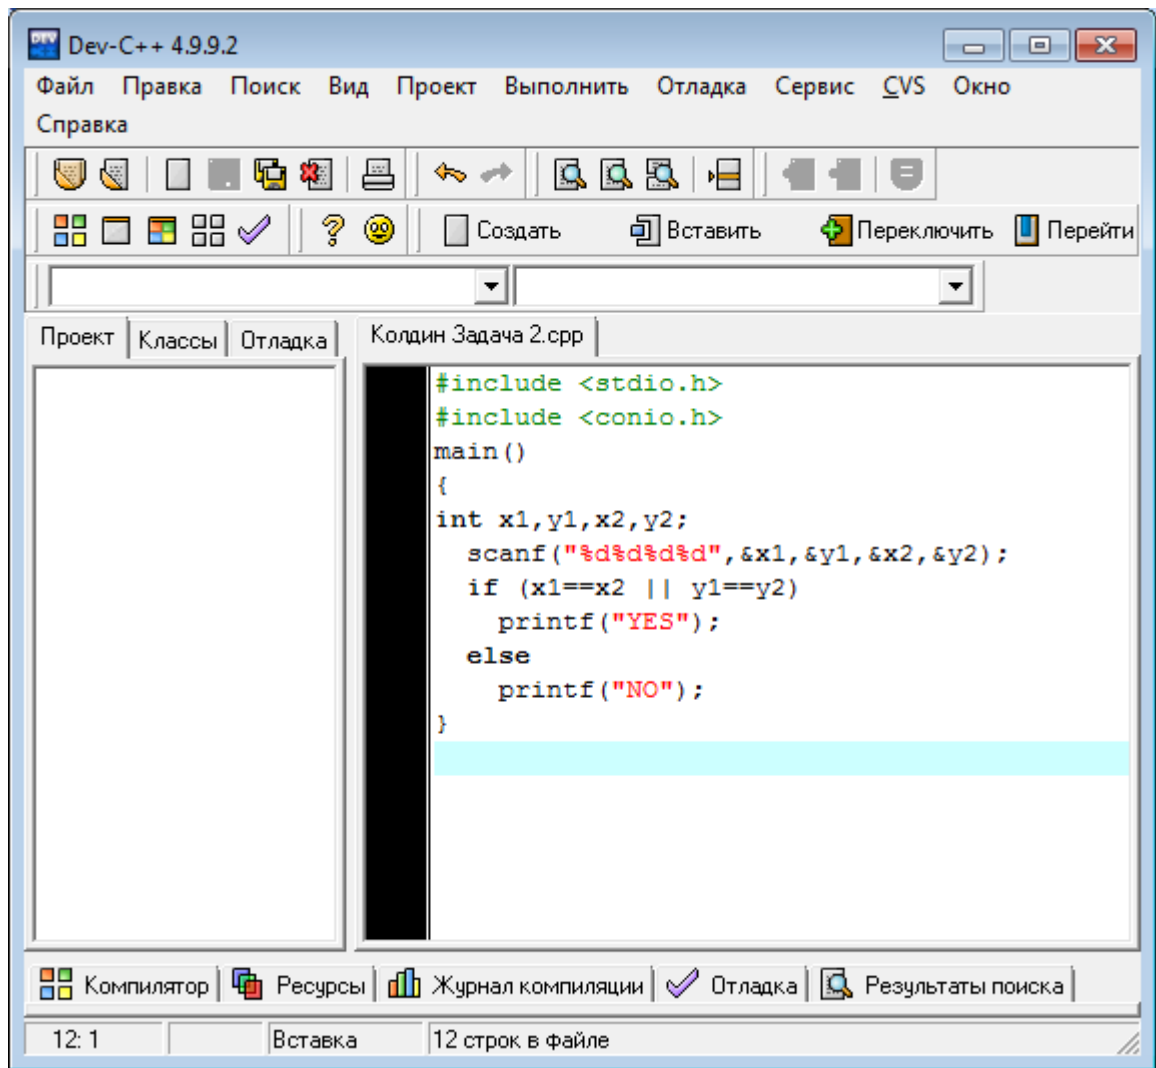 Dev-C++ 4.9.9.2
Файл Правка Поиск Вид Проект Выполнить Отладка Сервис CVS Окно
Справка
Создать Вставить Переключить Перейти
Проект Классы Отладка Колдин Задача 2.cpp
#include <stdio.h>
#include <conio.h>
main()
{
int x1,y1,x2,y2;
scanf("%d%d%d%d",&x1,&y1,&x2,&y2);
if (x1==x2 || y1==y2)
printf("YES");
else
printf("NO");
}
Компилятор Ресурсы Журнал компиляции Отладка Результаты поиска
12: 1 Вставка 12 строк в файле